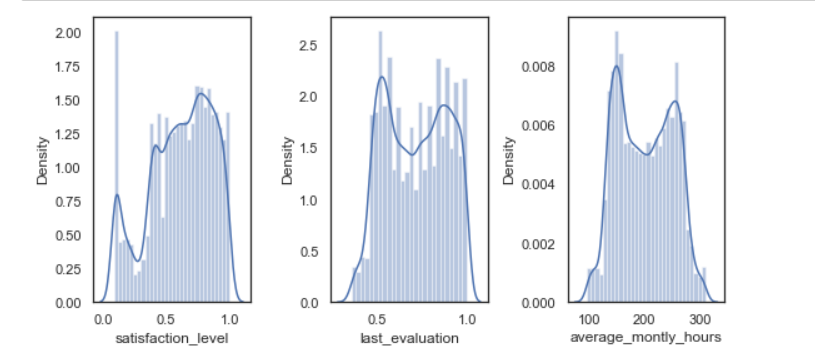 2.00
1.75
1.50
1.25
1.00
0.75
0.50
0.25
0.00
Density
0.0 0.5 1.0
satisfaction_level
2.5
2.0
1.5
1.0
0.5
0.0
Density
0.5 1.0
last_evaluation
0.008
0.006
0.004
0.002
0.000
Density
100 200 300
average_montly_hours